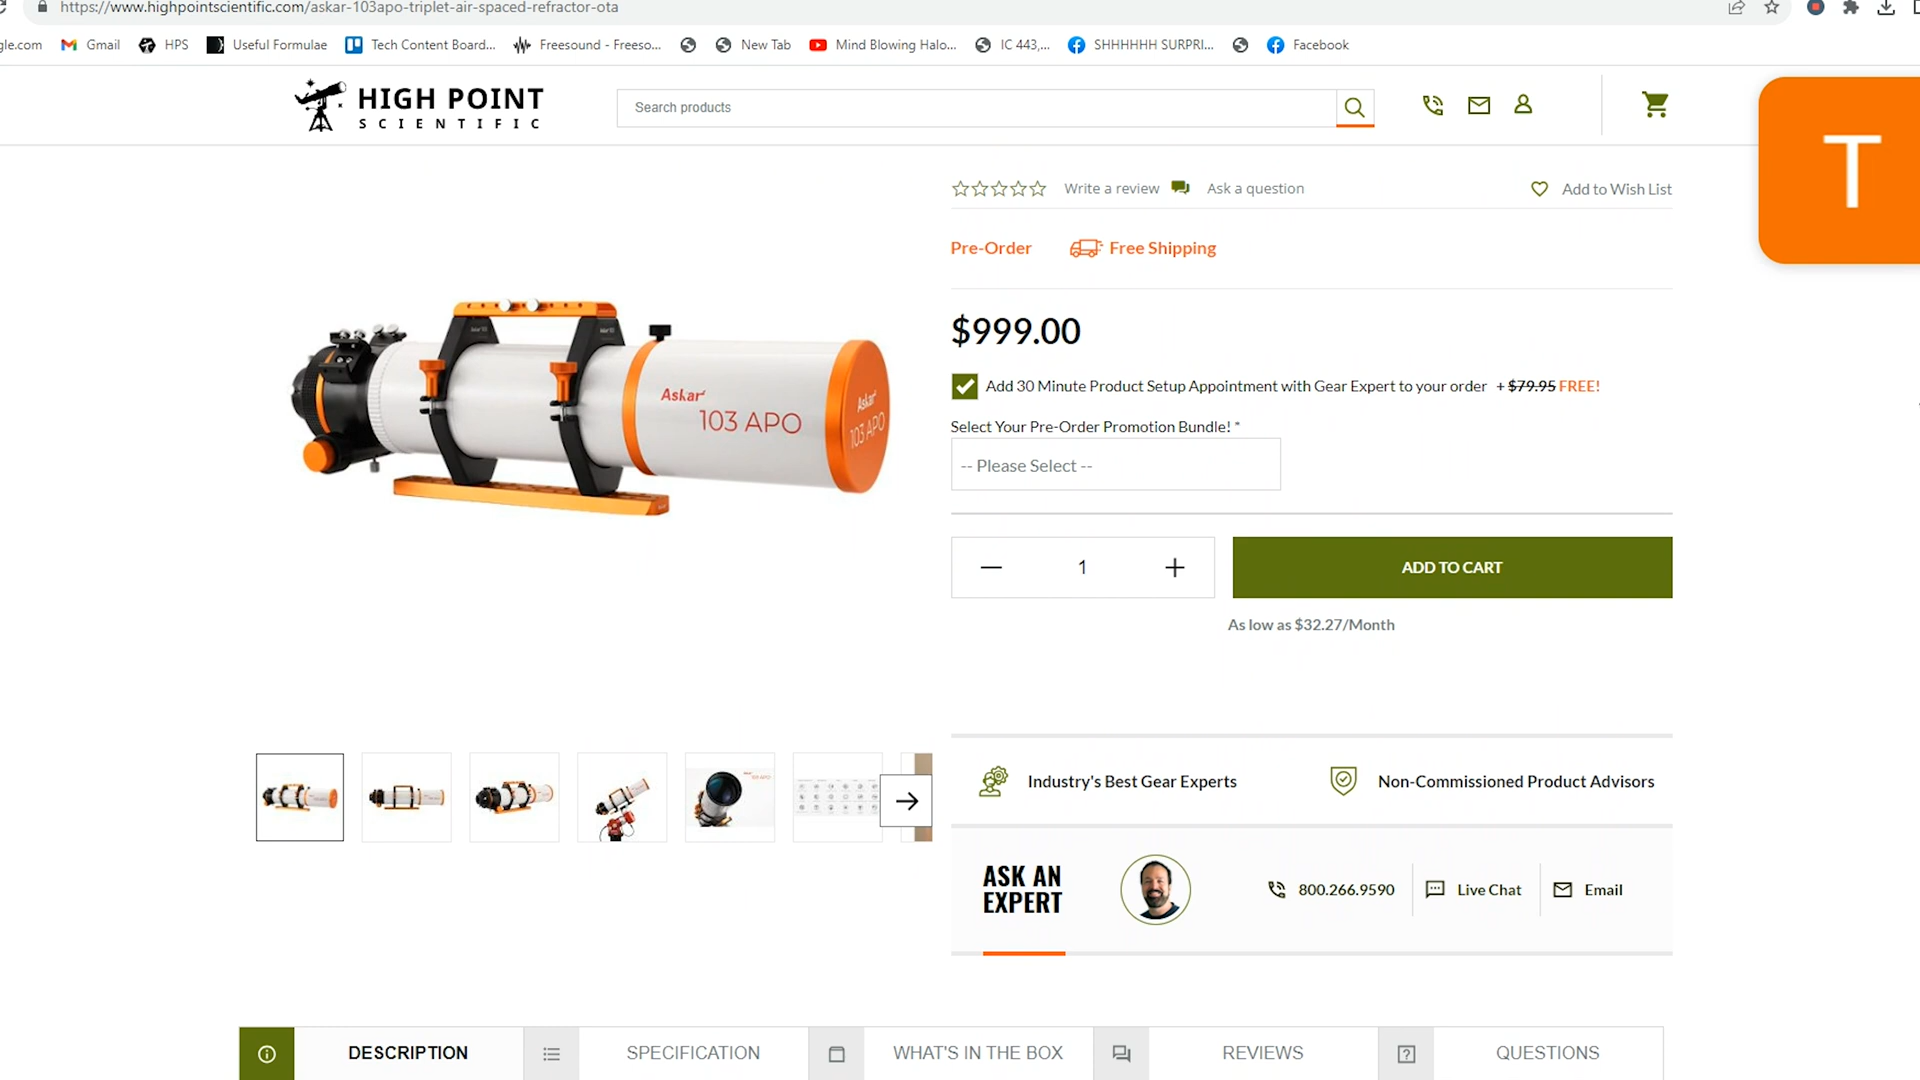 https://www.highpointscientific.com/askar-103apo-triplet-air-spaced-refractor-ota
gle.com
Gmail
HPS
Useful Formulae
Tech Content Board...
Freesound - Freeso...
New Tab
Mind Blowing Halo...
IC 443,...
SHHHHHH SURPRI...
Facebook
HIGH POINT
SCIENTIFIC
Search products
T
Write a review
Ask a question
Add to Wish List
Pre-Order
Free Shipping
$999.00
Add 30 Minute Product Setup Appointment with Gear Expert to your order + $79.95 FREE!
Select Your Pre-Order Promotion Bundle! *
-- Please Select --
Askar
103 APO
Askar
103 APO
1
ADD TO CART
As low as $32.27/Month
Industry's Best Gear Experts
Non-Commissioned Product Advisors
ASK AN
EXPERT
800.266.9590
Live Chat
Email
DESCRIPTION
SPECIFICATION
WHAT'S IN THE BOX
REVIEWS
QUESTIONS